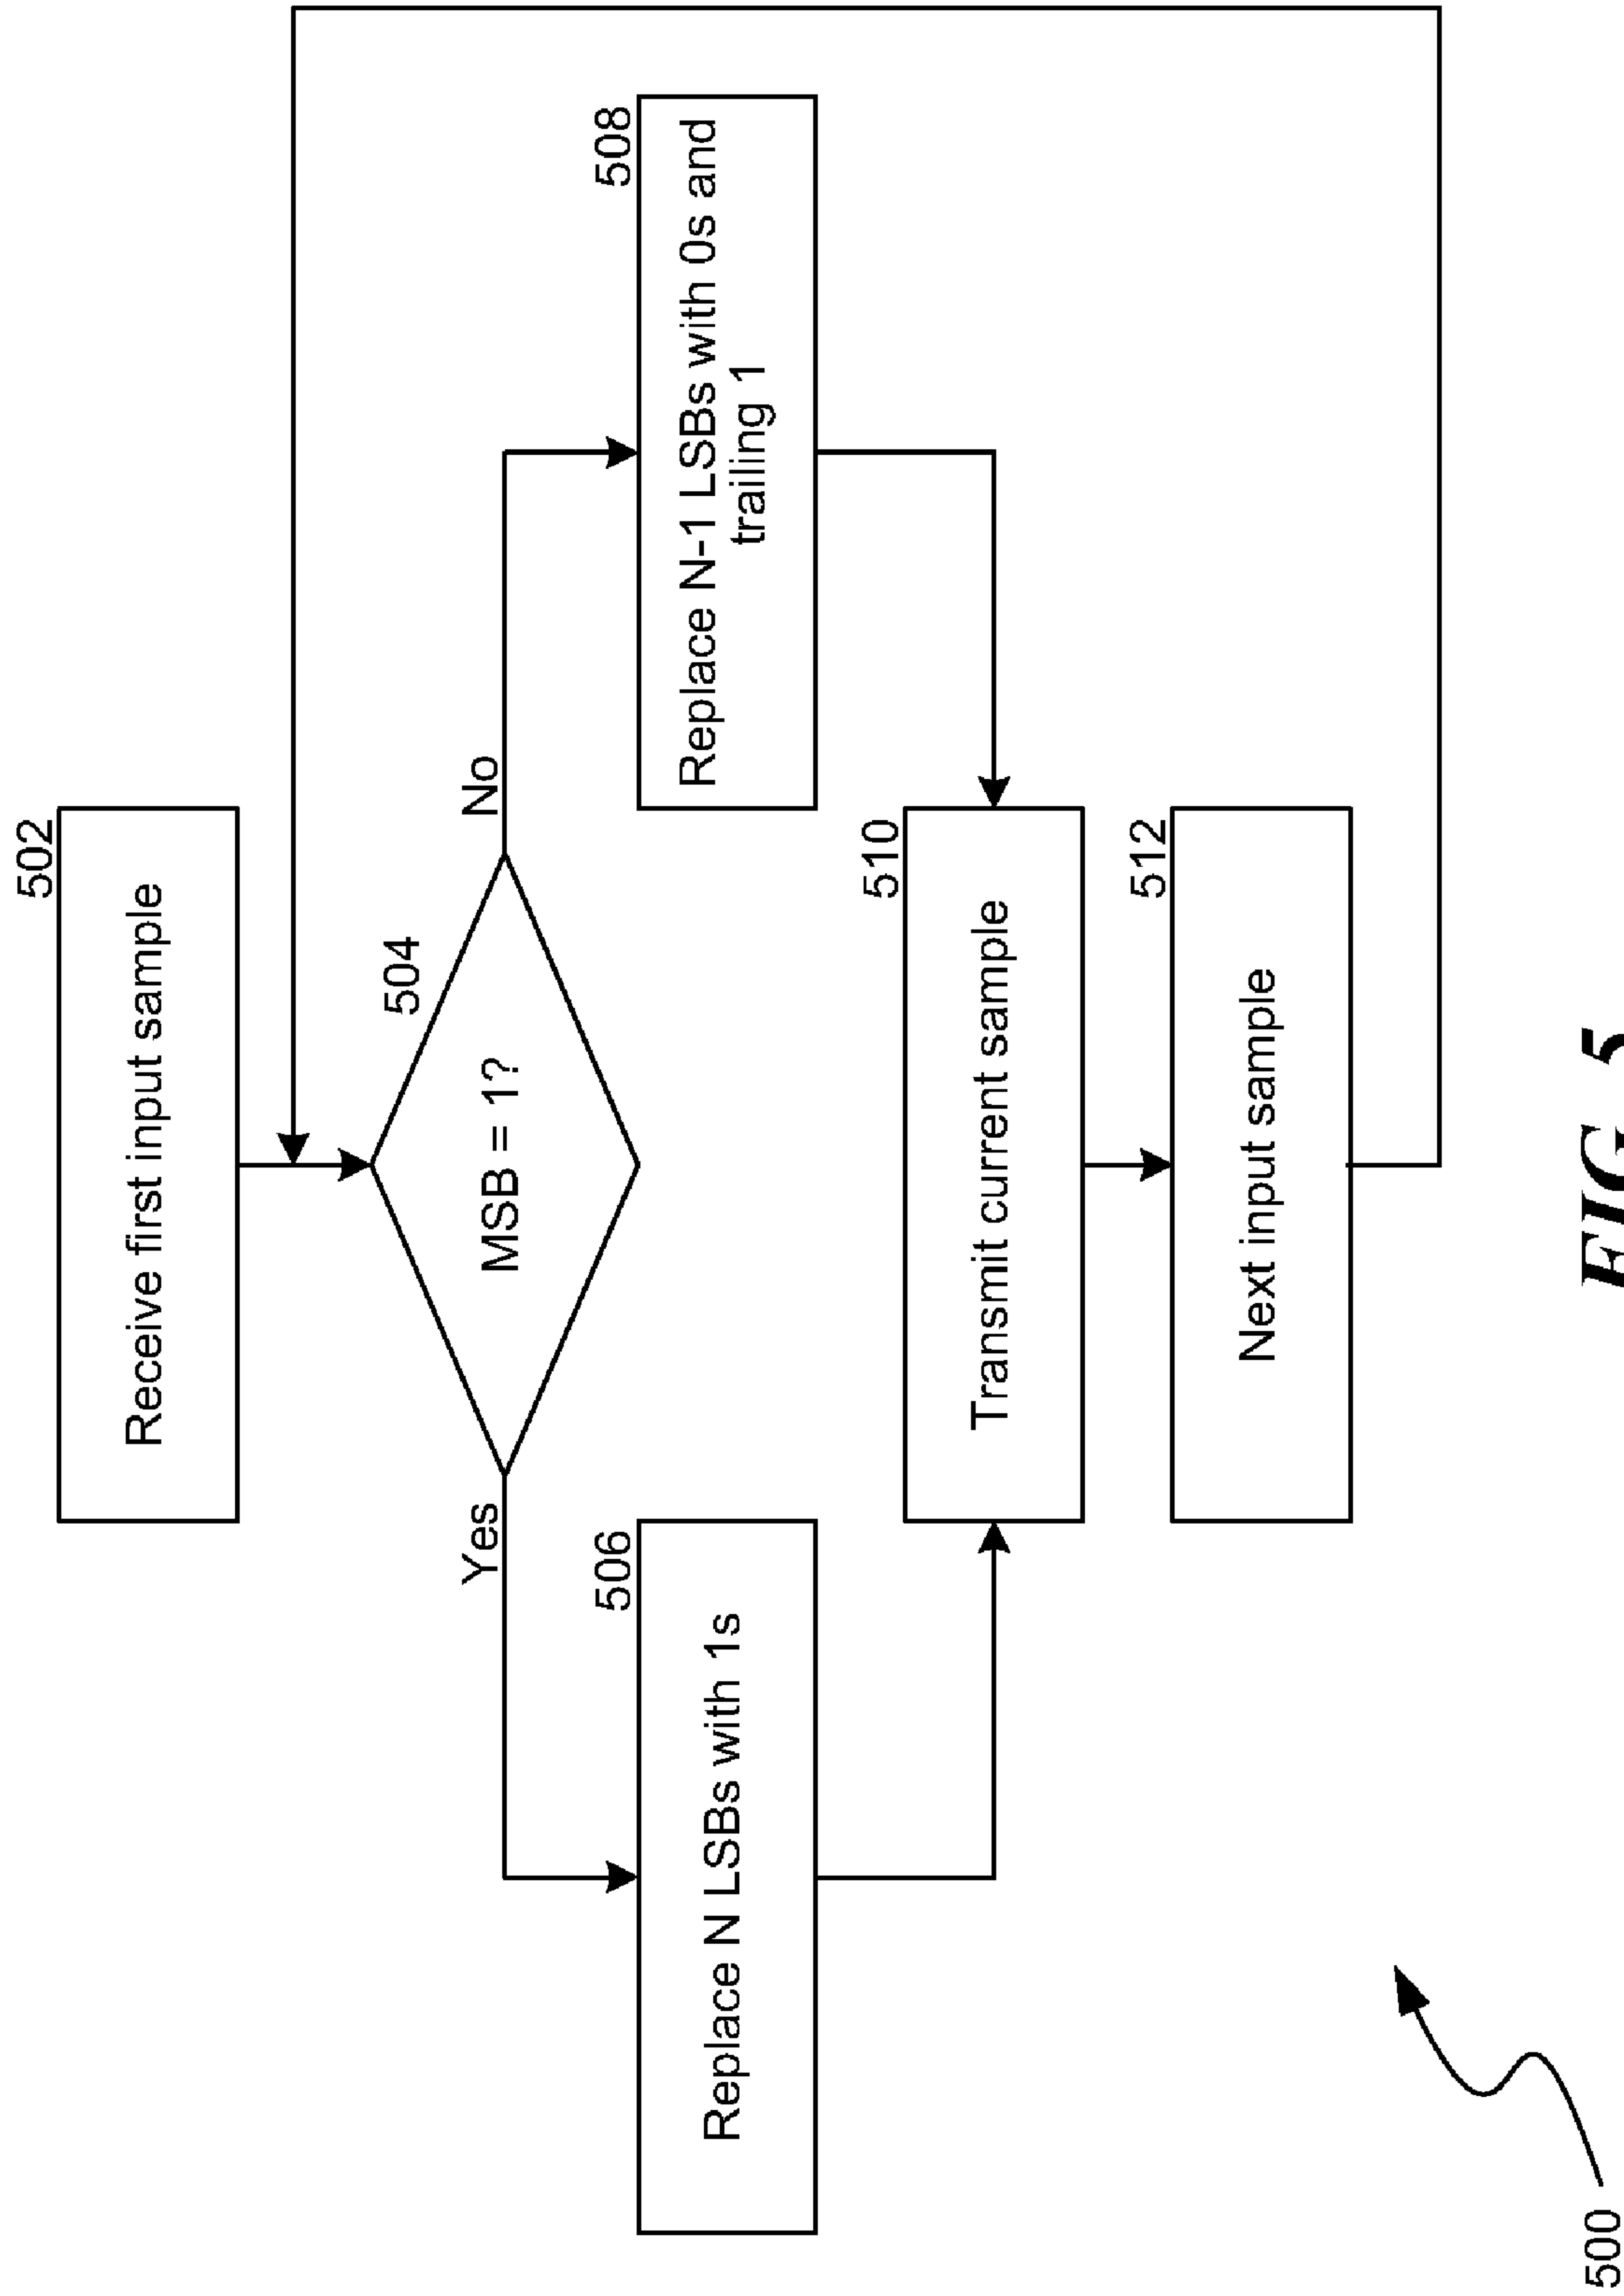 502
Receive first input sample
504
MSB = 1?
Yes
No
506
Replace N LSBs with 1s
508
Replace N-1 LSBs with 0s and
trailing 1
510
Transmit current sample
512
Next input sample
500
FIG. 5